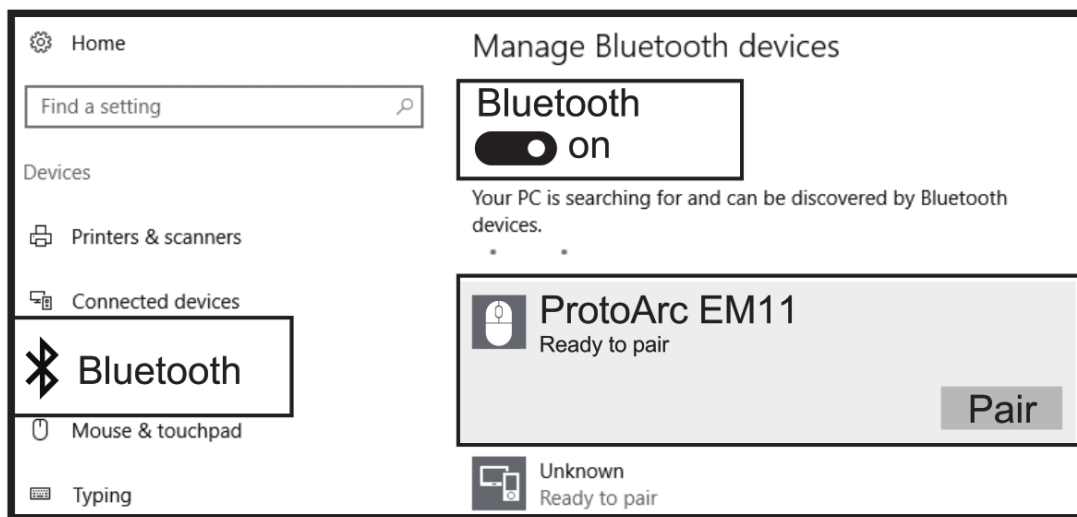 Home
Find a setting
Devices
Printers & scanners
Connected devices
Bluetooth
Mouse & touchpad
Typing
Manage Bluetooth devices
Bluetooth
on
Your PC is searching for and can be discovered by Bluetooth
devices.
ProtoArc EM11
Ready to pair
Pair
Unknown
Ready to pair